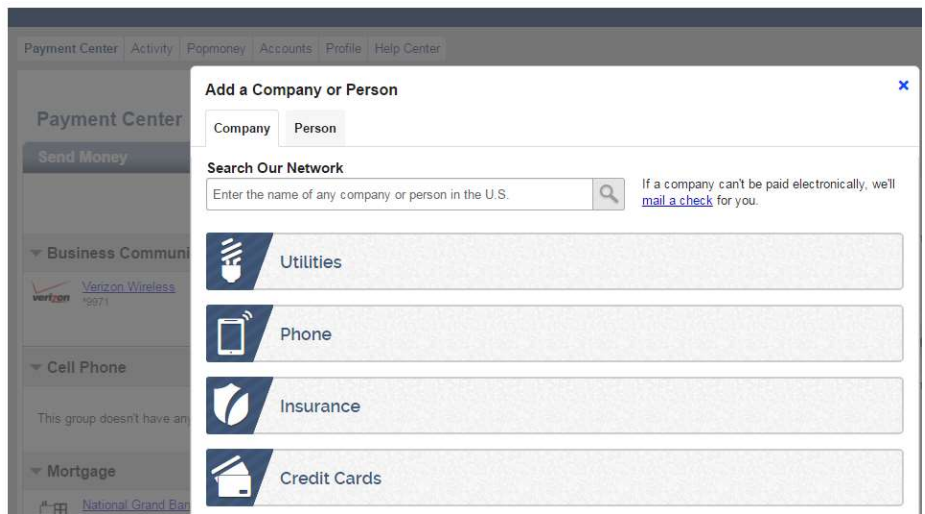 Payment Center Activity Popmoney Accounts Profile Help Center
Add a Company or Person
×
Payment Center
Company Person
Send Money
Search Our Network
Enter the name of any company or person in the U.S.
If a company can't be paid electronically, we'll
mail a check for you.
Business Communi
Utilities
verizon
Verizon Wireless
*9971
Phone
Cell Phone
This group doesn't have any
Insurance
Mortgage
National Grand Ban
Credit Cards